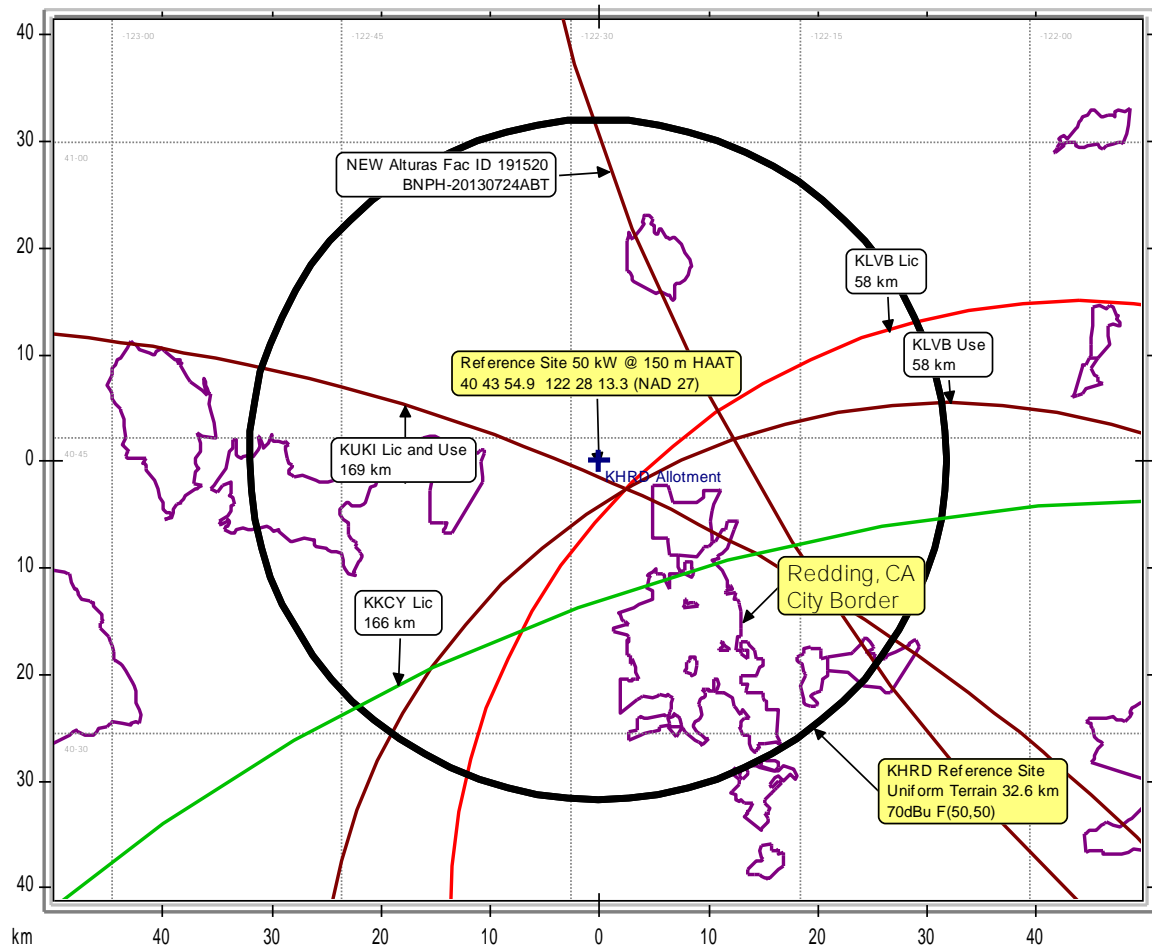 40
-123-00
-122-45
-122-30
-122-15
-122-00
30
41-00
NEW Alturas Fac ID 191520
BNPH-20130724ABT
20
KLVB Lic
58 km
10
Reference Site 50 kW @ 150 m HAAT
40 43 54.9  122 28 13.3 (NAD 27)
KLVB Use
58 km
KUKI Lic and Use
169 km
0
40-45
KHRD Allotment
10
Redding, CA
City Border
KKCY Lic
166 km
20
40-30
30
KHRD Reference Site
Uniform Terrain 32.6 km
70dBu F(50,50)
40
km
40
30
20
10
0
10
20
30
40